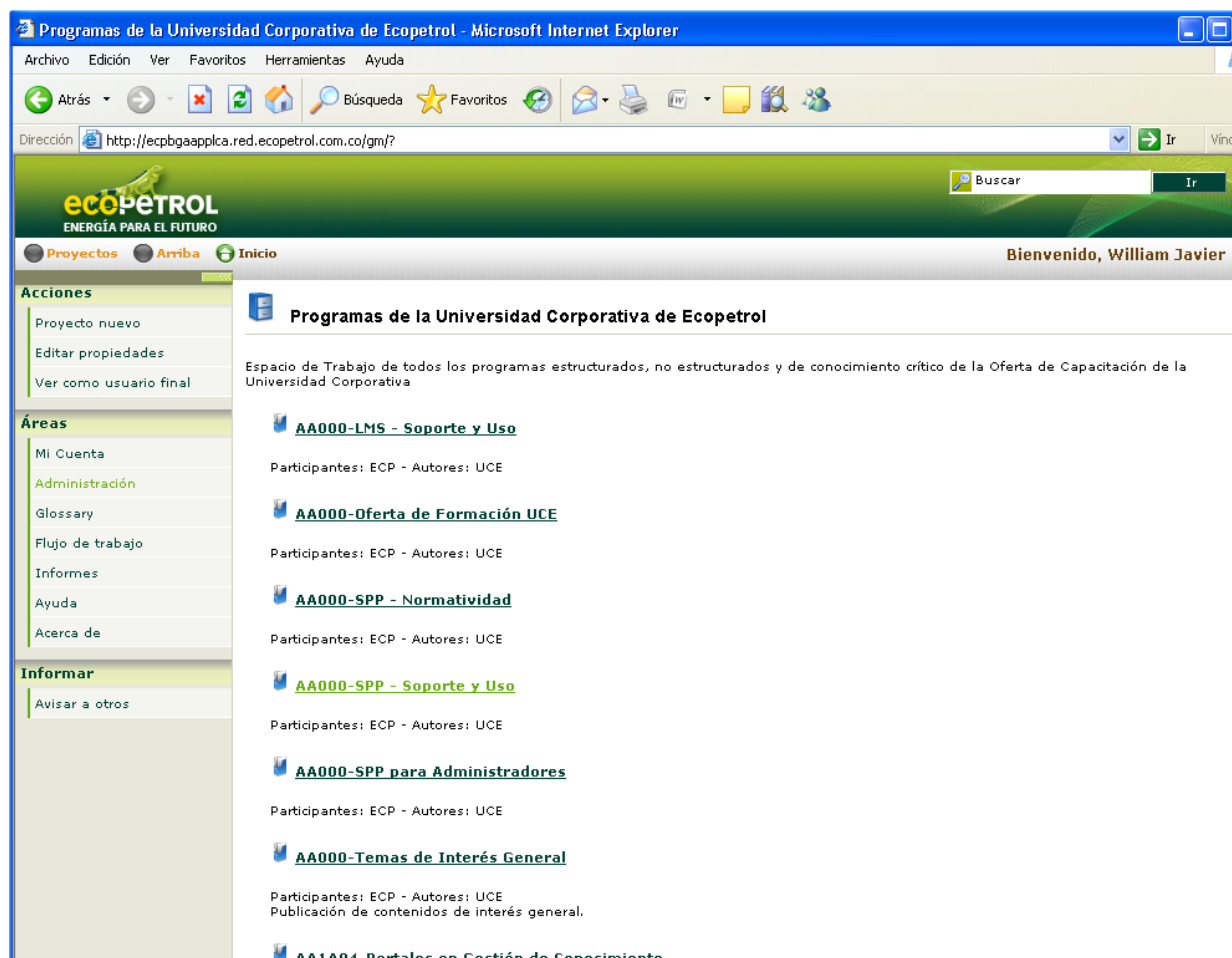 Programas de la Universidad Corporativa de Ecopetrol - Microsoft Internet Explorer
Archivo Edición Ver Favoritos Herramientas Ayuda
Atrás Búsqueda Favoritos
Dirección http://ecpbgaapplca.red.ecopetrol.com.co/gm/? Ir
ecopetrol
ENERGÍA PARA EL FUTURO
Buscar Ir
Proyectos Arriba Inicio
Bienvenido, William Javier
Acciones
Proyecto nuevo
Editar propiedades
Ver como usuario final
Áreas
Mi Cuenta
Administración
Glossary
Flujo de trabajo
Informes
Ayuda
Acerca de
Informar
Avisar a otros
Programas de la Universidad Corporativa de Ecopetrol
Espacio de Trabajo de todos los programas estructurados, no estructurados y de conocimiento crítico de la Oferta de Capacitación de la
Universidad Corporativa
AA000-LMS - Soporte y Uso
Participantes: ECP - Autores: UCE
AA000-Oferta de Formación UCE
Participantes: ECP - Autores: UCE
AA000-SPP - Normatividad
Participantes: ECP - Autores: UCE
AA000-SPP - Soporte y Uso
Participantes: ECP - Autores: UCE
AA000-SPP para Administradores
Participantes: ECP - Autores: UCE
AA000-Temas de Interés General
Participantes: ECP - Autores: UCE
Publicación de contenidos de interés general.
AA1A04-Portales en Gestión de Conocimiento